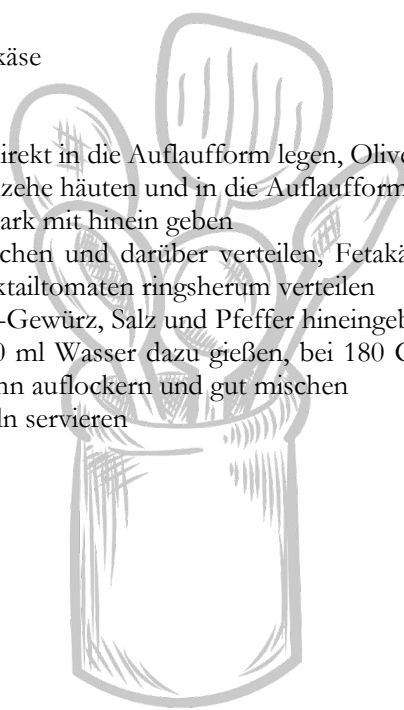 käse
irekt in die Auflaufform legen, Olive
zehe häuten und in die Auflaufform
ark mit hinein geben
chen und darüber verteilen, Fetakä
ktailtomaten ringsherum verteilen
-Gewürz, Salz und Pfeffer hineingeb
0 ml Wasser dazu gießen, bei 180 G
nn auflockern und gut mischen
ln servieren